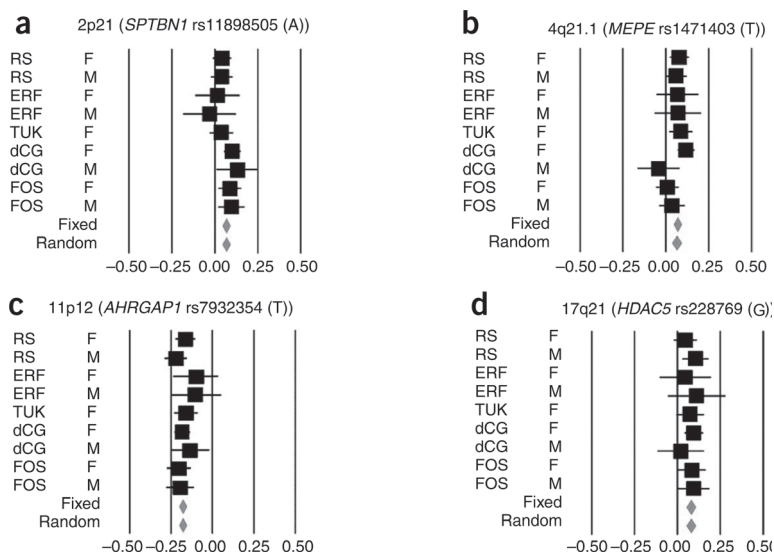 a
2p21 (SPTBN1 rs11898505 (A))
RS F
RS M
ERF F
ERF M
TUK F
dCG F
dCG M
FOS F
FOS M
Fixed
Random
−0.50 −0.25 0.00 0.25 0.50
b
4q21.1 (MEPE rs1471403 (T))
RS F
RS M
ERF F
ERF M
TUK F
dCG F
dCG M
FOS F
FOS M
Fixed
Random
−0.50 −0.25 0.00 0.25 0.50
c
11p12 (AHRGAP1 rs7932354 (T))
RS F
RS M
ERF F
ERF M
TUK F
dCG F
dCG M
FOS F
FOS M
Fixed
Random
−0.50 −0.25 0.00 0.25 0.50
d
17q21 (HDAC5 rs228769 (G))
RS F
RS M
ERF F
ERF M
TUK F
dCG F
dCG M
FOS F
FOS M
Fixed
Random
−0.50 −0.25 0.00 0.25